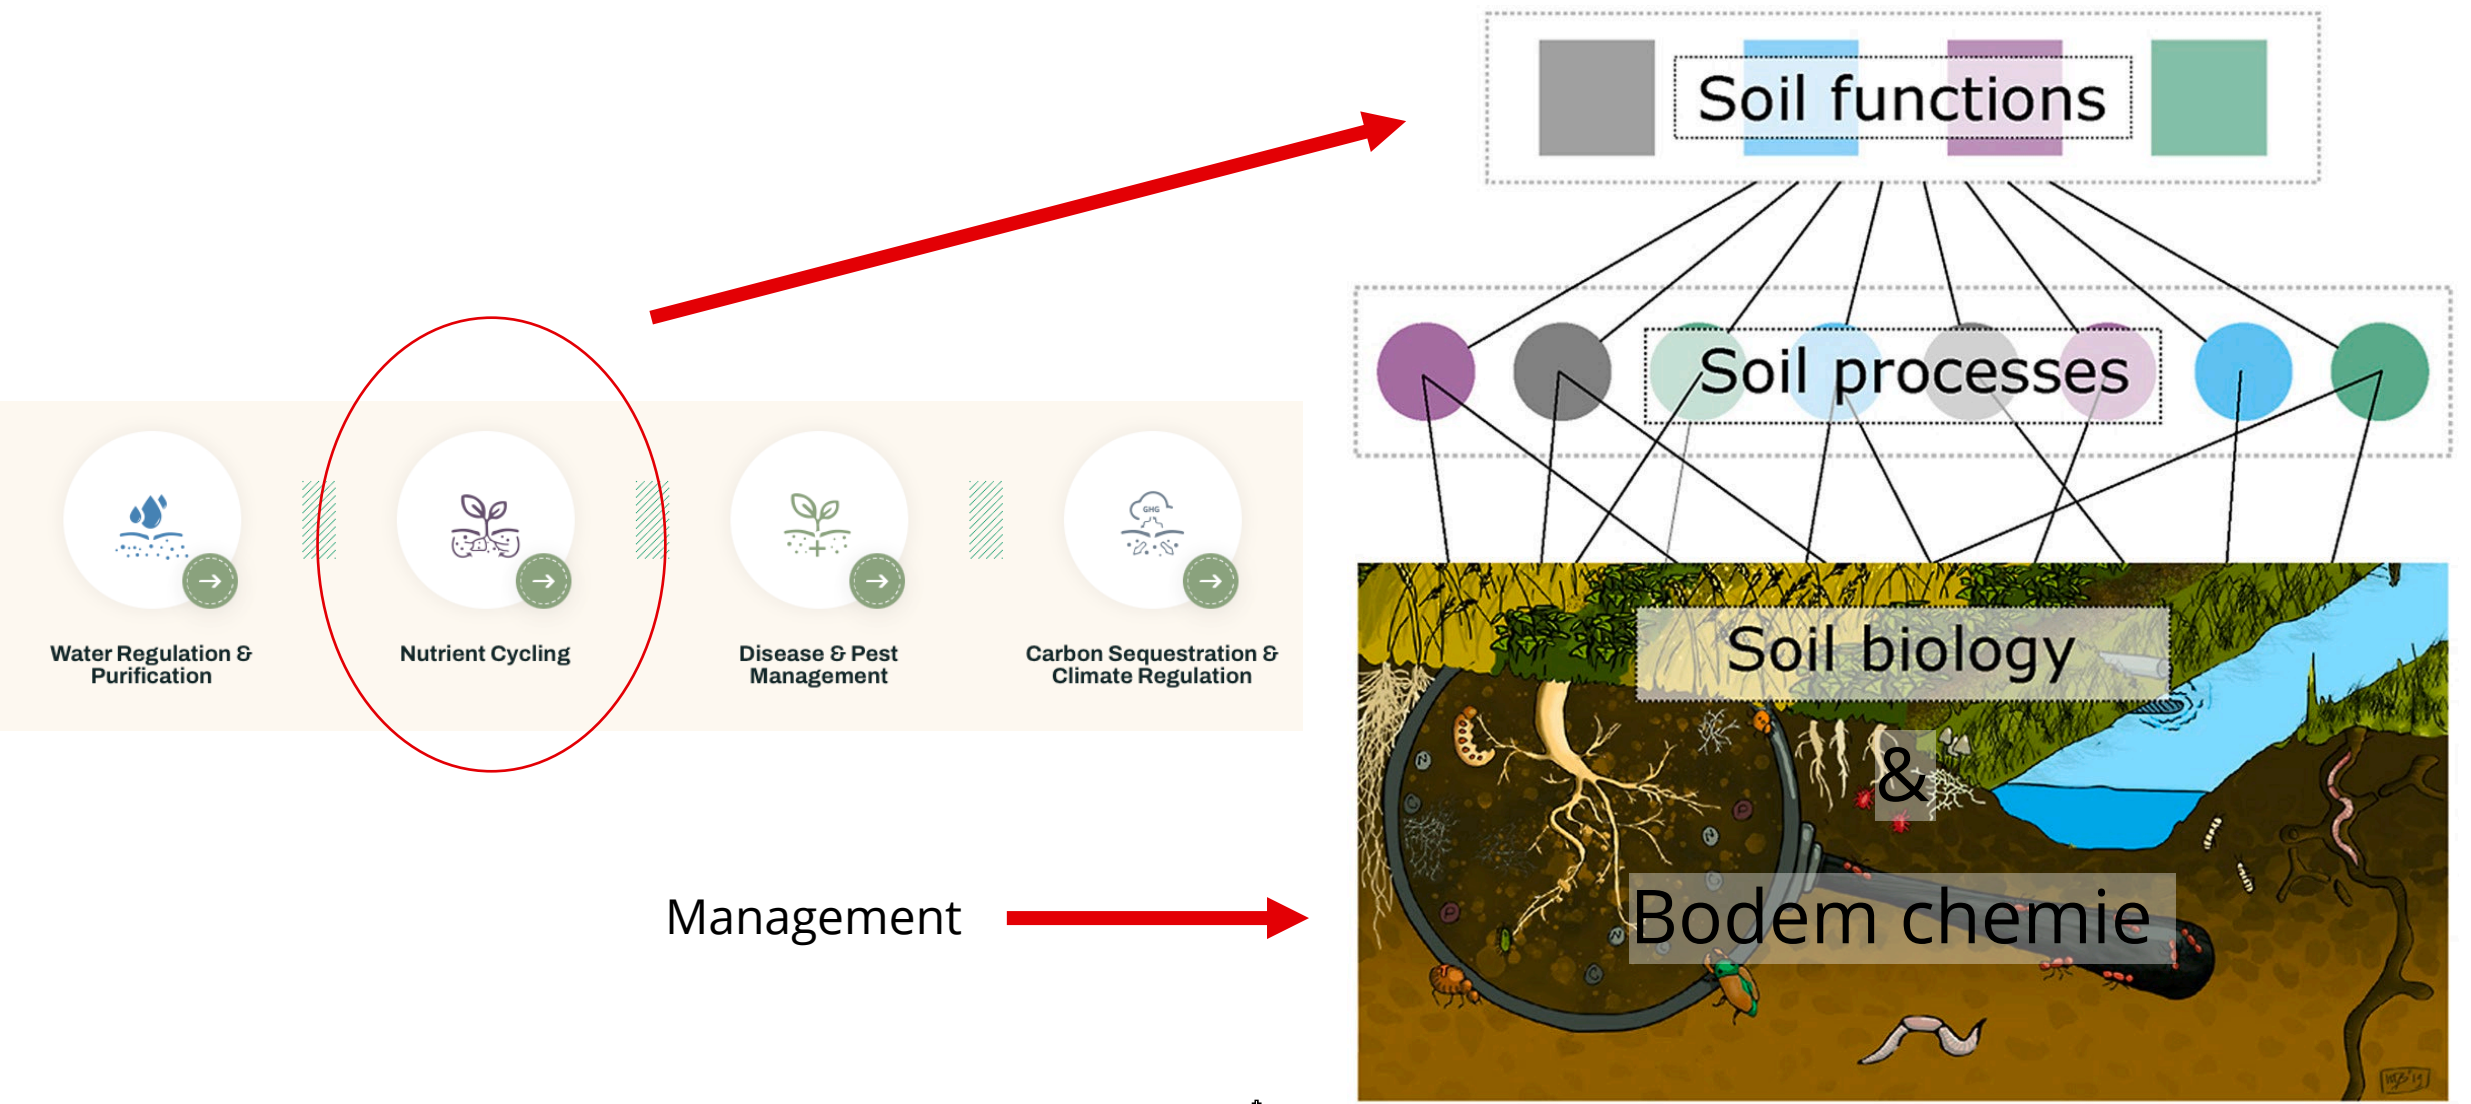 Soil functions
Soil processes
GHG
Water Regulation &
Purification
Nutrient Cycling
Disease & Pest
Management
Carbon Sequestration &
Climate Regulation
Soil biology
&
Management
Bodem chemie
N
C
P
N
C
P
N
C
C